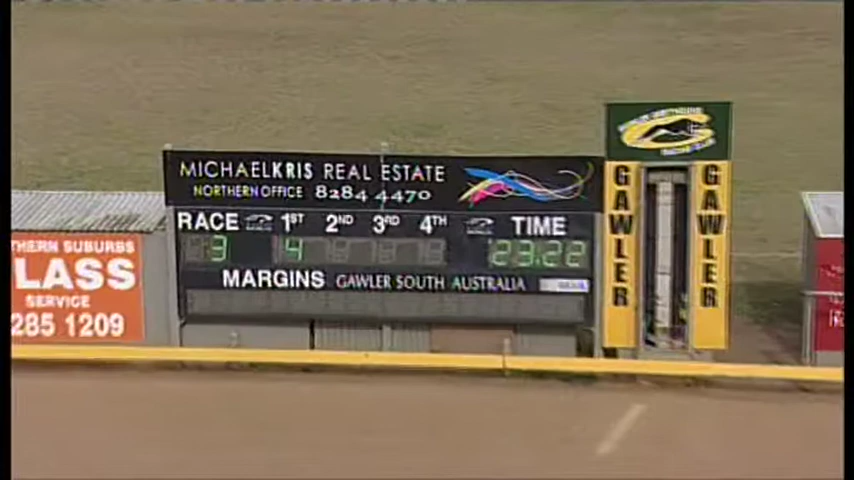 MICHAELKRIS REAL ESTATE
NORTHERN OFFICE 8284 4470
RACE 1ST 2ND 3RD 4TH TIME
3 4 23.22
MARGINS GAWLER SOUTH AUSTRALIA
GAWLER
GAWLER
THERN SUBURBS
LASS
SERVICE
285 1209